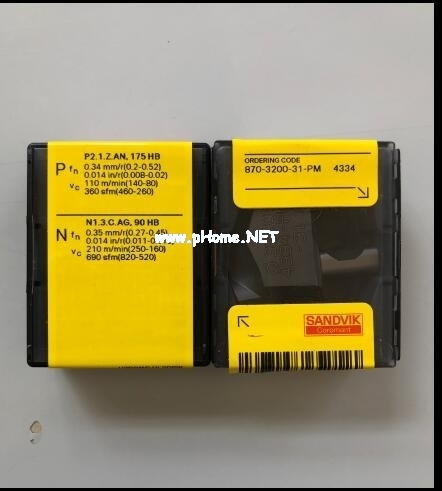 P2.1.Z.AN, 175 HB
P fn 0.34 mm/r(0.2-0.52)
0.014 in/r(0.008-0.02)
vc 110 m/min(140-80)
360 sfm(460-260)
N1.3.C.AG, 90 HB
N fn 0.35 mm/r(0.27-0.45)
0.014 in/r(0.011-0.
vc 210 m/min(250-160)
690 sfm(820-520)
ORDERING CODE
870-3200-31-PM 4334
www.pHome.NET
SANDVIK
Coromant